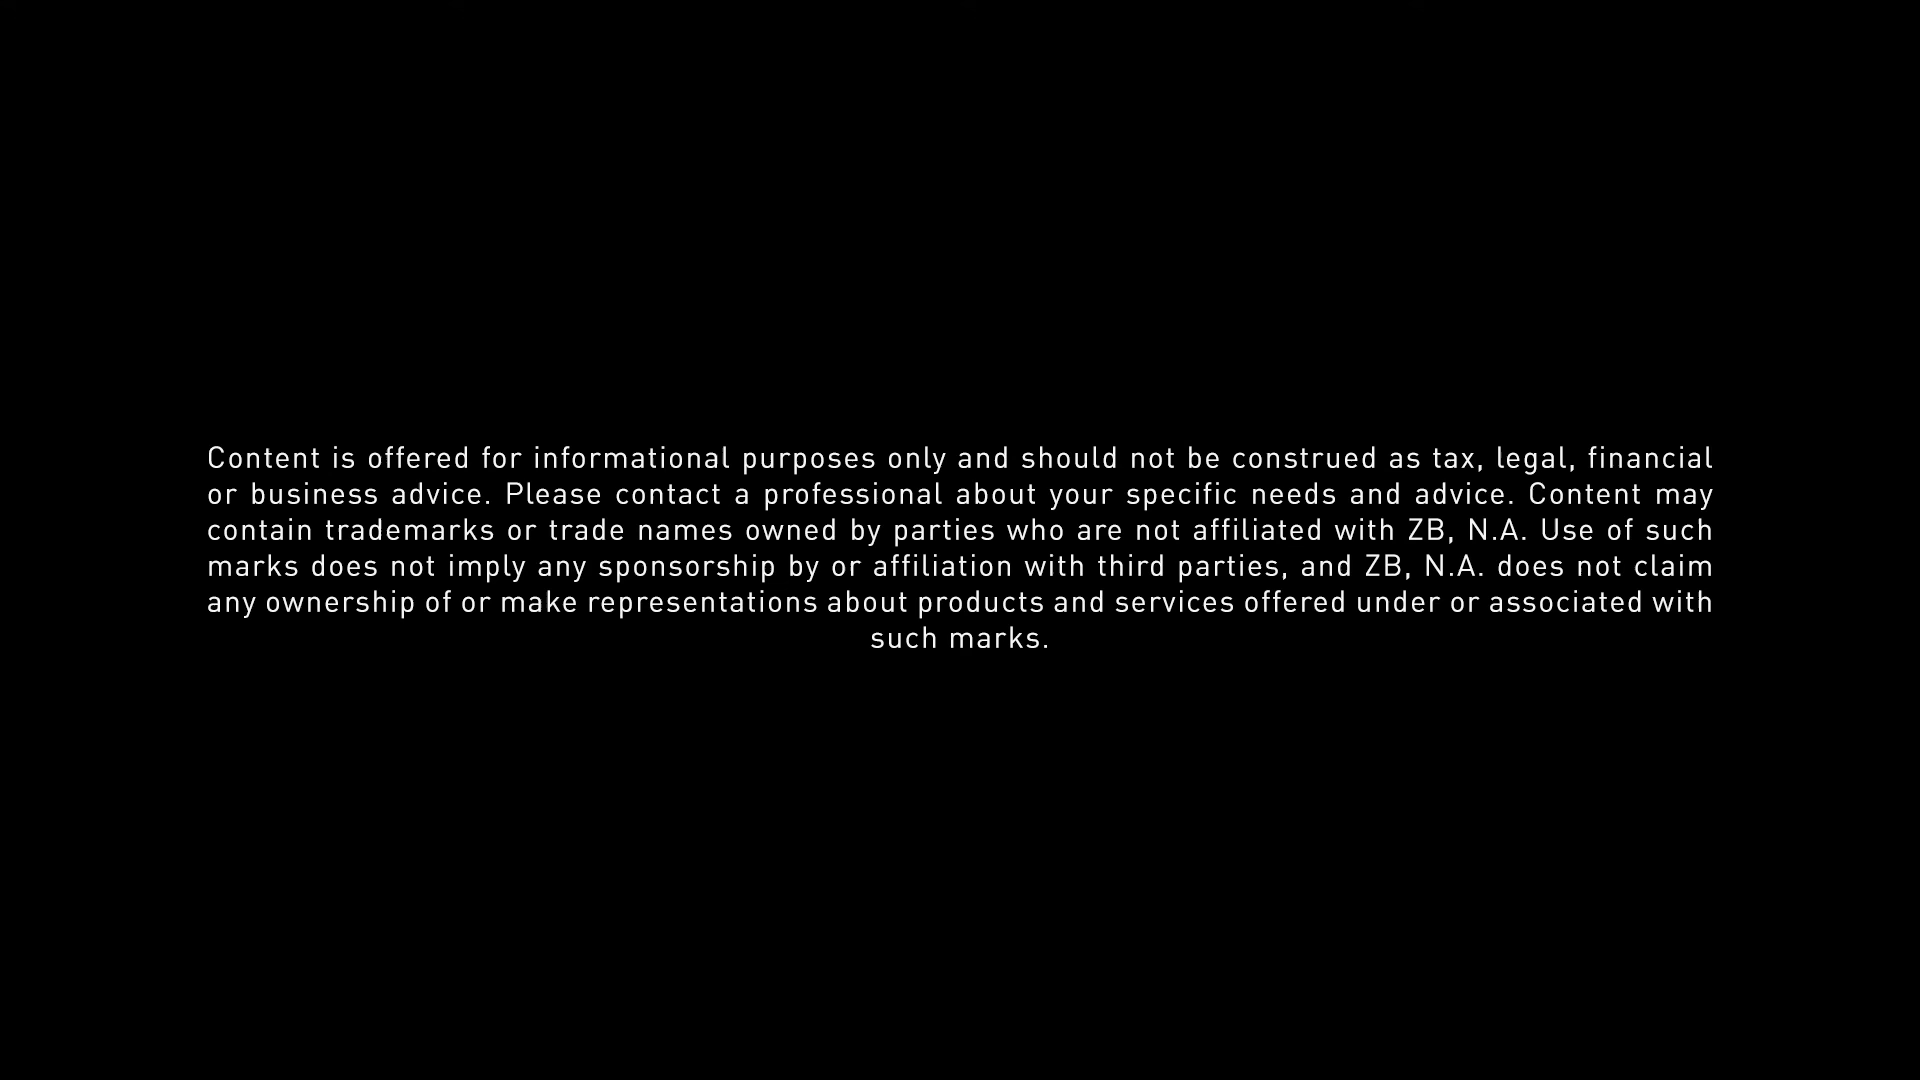 Content is offered for informational purposes only and should not be construed as tax, legal, financial
or business advice. Please contact a professional about your specific needs and advice. Content may
contain trademarks or trade names owned by parties who are not affiliated with ZB, N.A. Use of such
marks does not imply any sponsorship by or affiliation with third parties, and ZB, N.A. does not claim
any ownership of or make representations about products and services offered under or associated with
such marks.